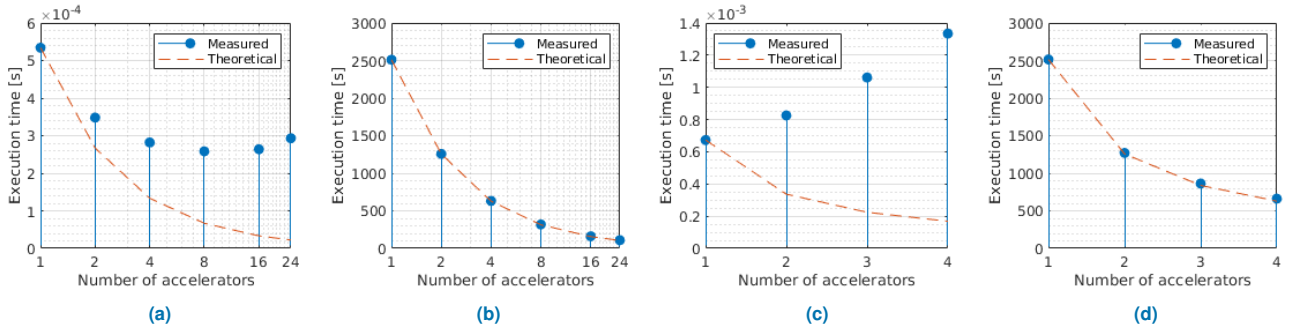 ×10⁻⁴
6
5
4
3
2
1
0
Execution time [s]
Measured
Theoretical
1 2 4 8 16 24
Number of accelerators
(a)
3000
2500
2000
1500
1000
500
0
Execution time [s]
Measured
Theoretical
1 2 4 8 16 24
Number of accelerators
(b)
×10⁻³
1.4
1.2
1
0.8
0.6
0.4
0.2
0
Execution time [s]
Measured
Theoretical
1 2 3 4
Number of accelerators
(c)
3000
2500
2000
1500
1000
500
0
Execution time [s]
Measured
Theoretical
1 2 3 4
Number of accelerators
(d)